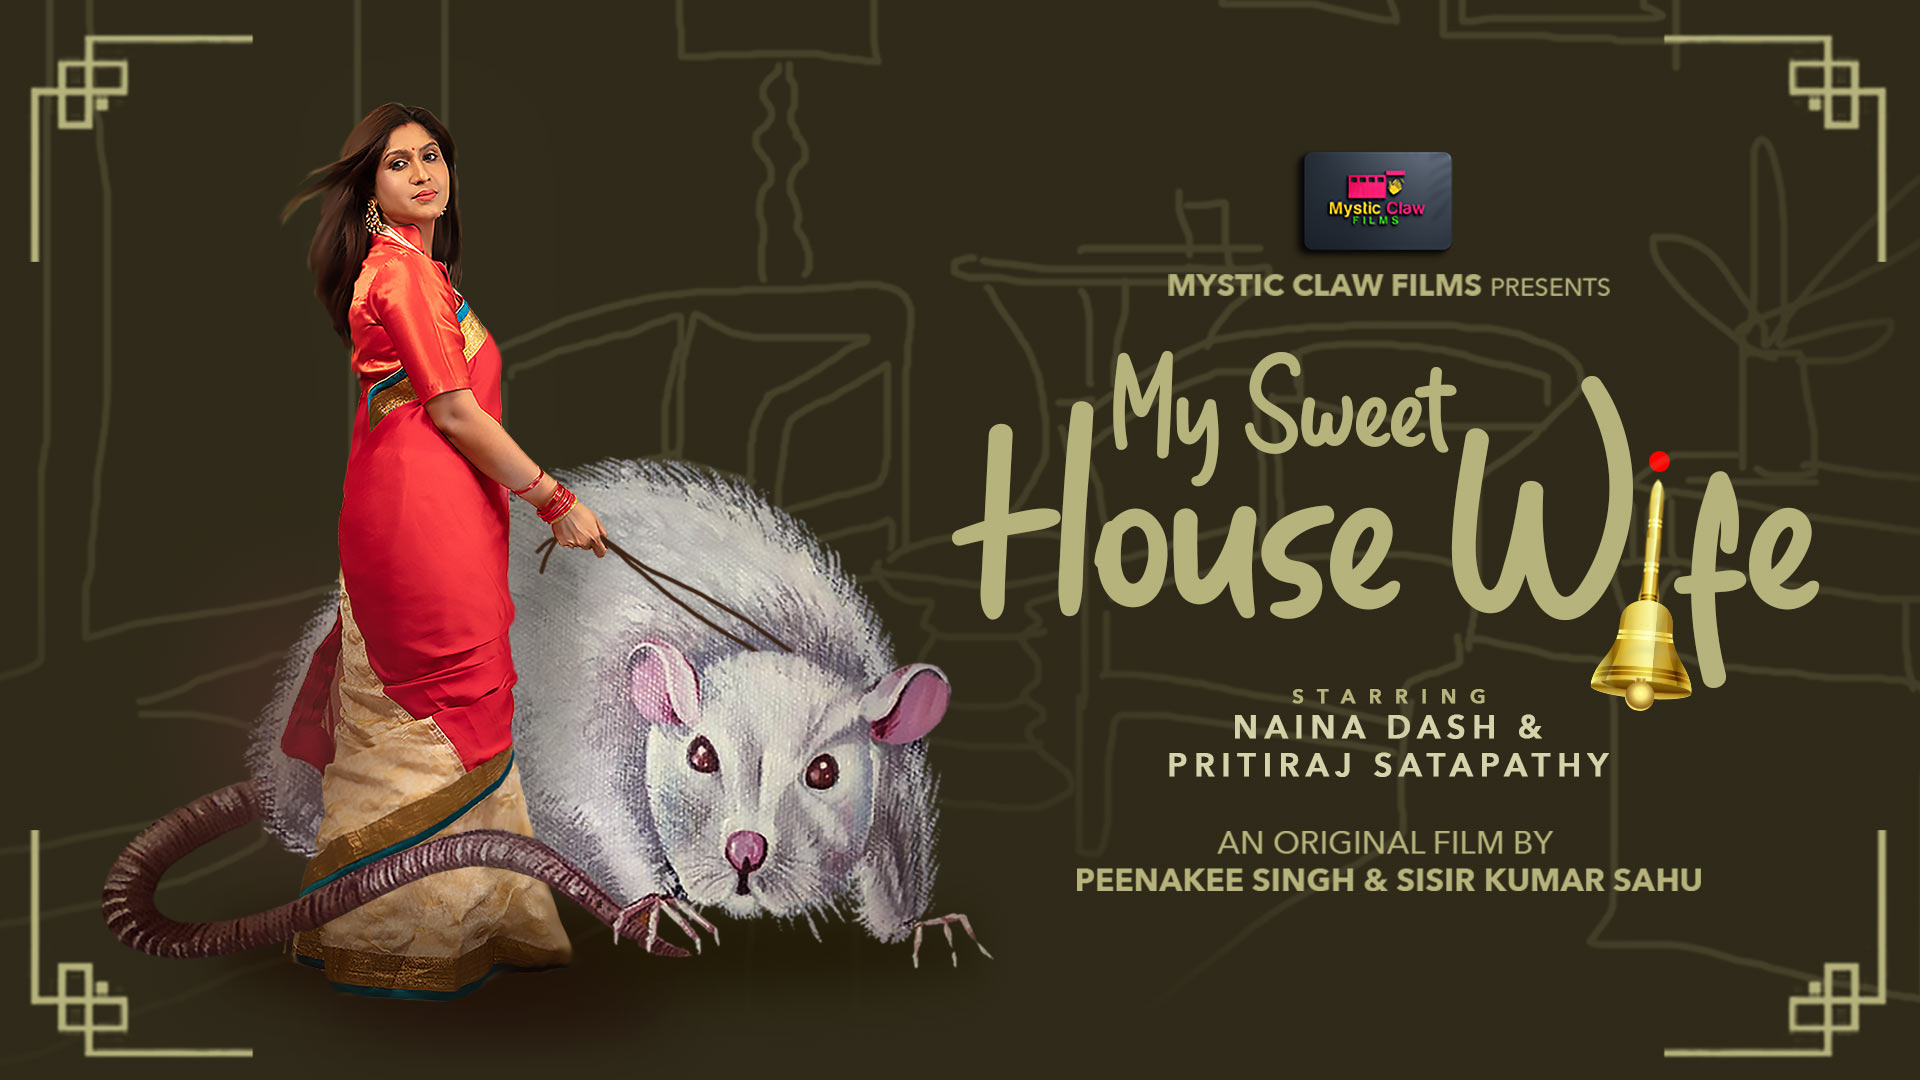 Mystic Claw
FILMS
MYSTIC CLAW FILMS PRESENTS
My Sweet
House Wife
STARRING
NAINA DASH &
PRITIRAJ SATAPATHY
AN ORIGINAL FILM BY
PEENAKEE SINGH & SISIR KUMAR SAHU